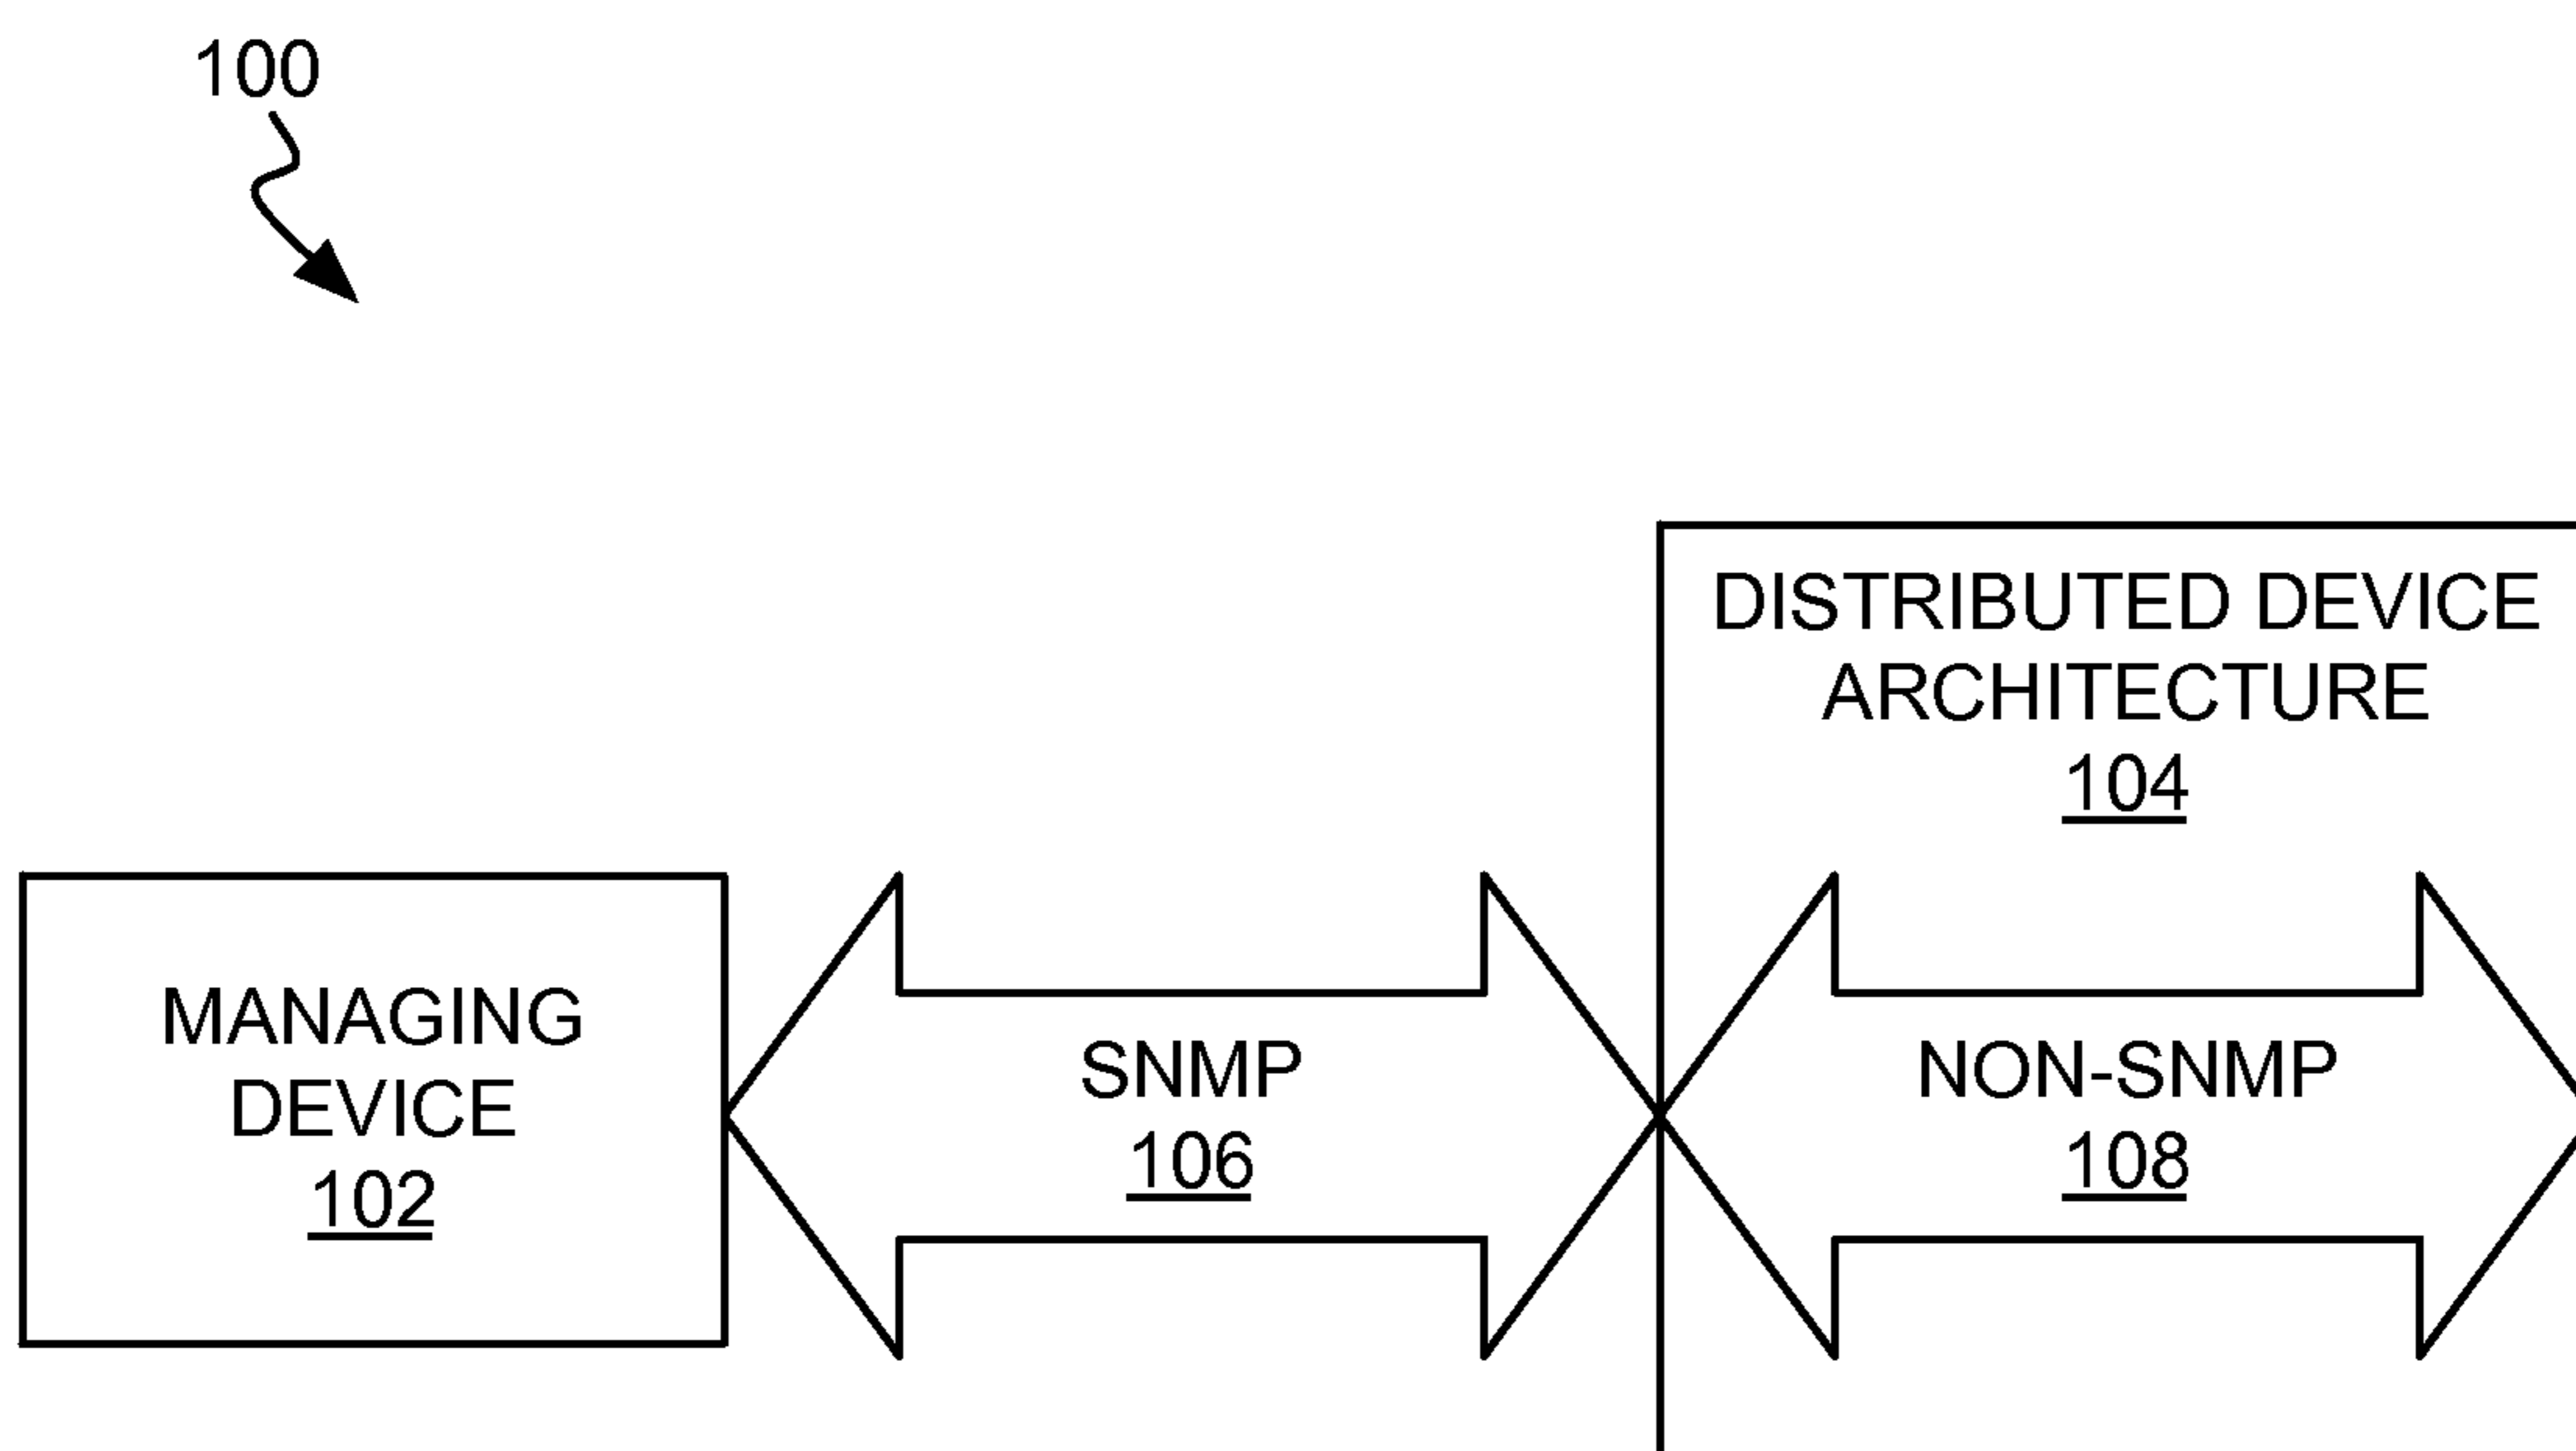 100
DISTRIBUTED DEVICE
ARCHITECTURE
104
MANAGING
DEVICE
102
SNMP
106
NON-SNMP
108